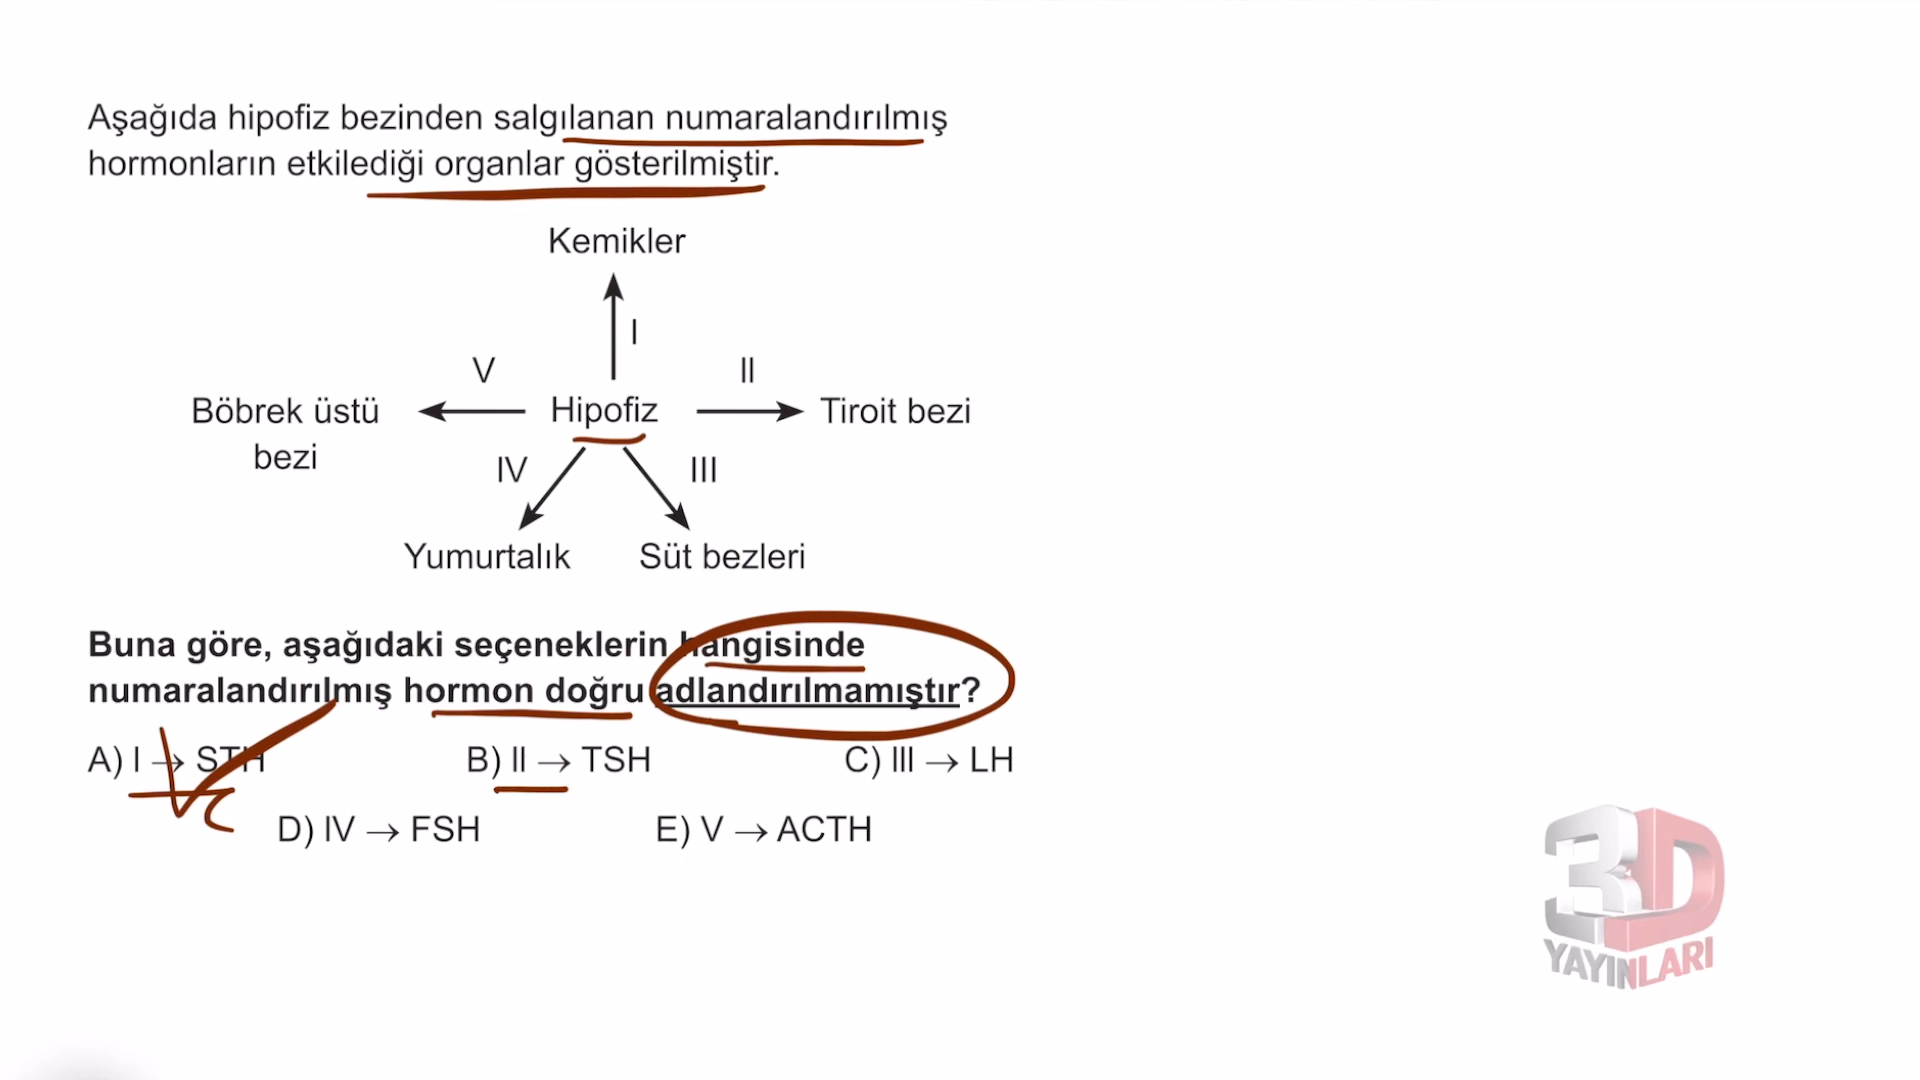 Aşağıda hipofiz bezinden salgılanan numaralandırılmış
hormonların etkilediği organlar gösterilmiştir.
Kemikler
I
V
II
Böbrek üstü
bezi
Hipofiz
Tiroit bezi
IV
III
Yumurtalık
Süt bezleri
Buna göre, aşağıdaki seçeneklerin hangisinde
numaralandırılmış hormon doğru adlandırılmamıştır?
A) I → STH
B) II → TSH
C) III → LH
D) IV → FSH
E) V → ACTH
3D
YAYINLARI